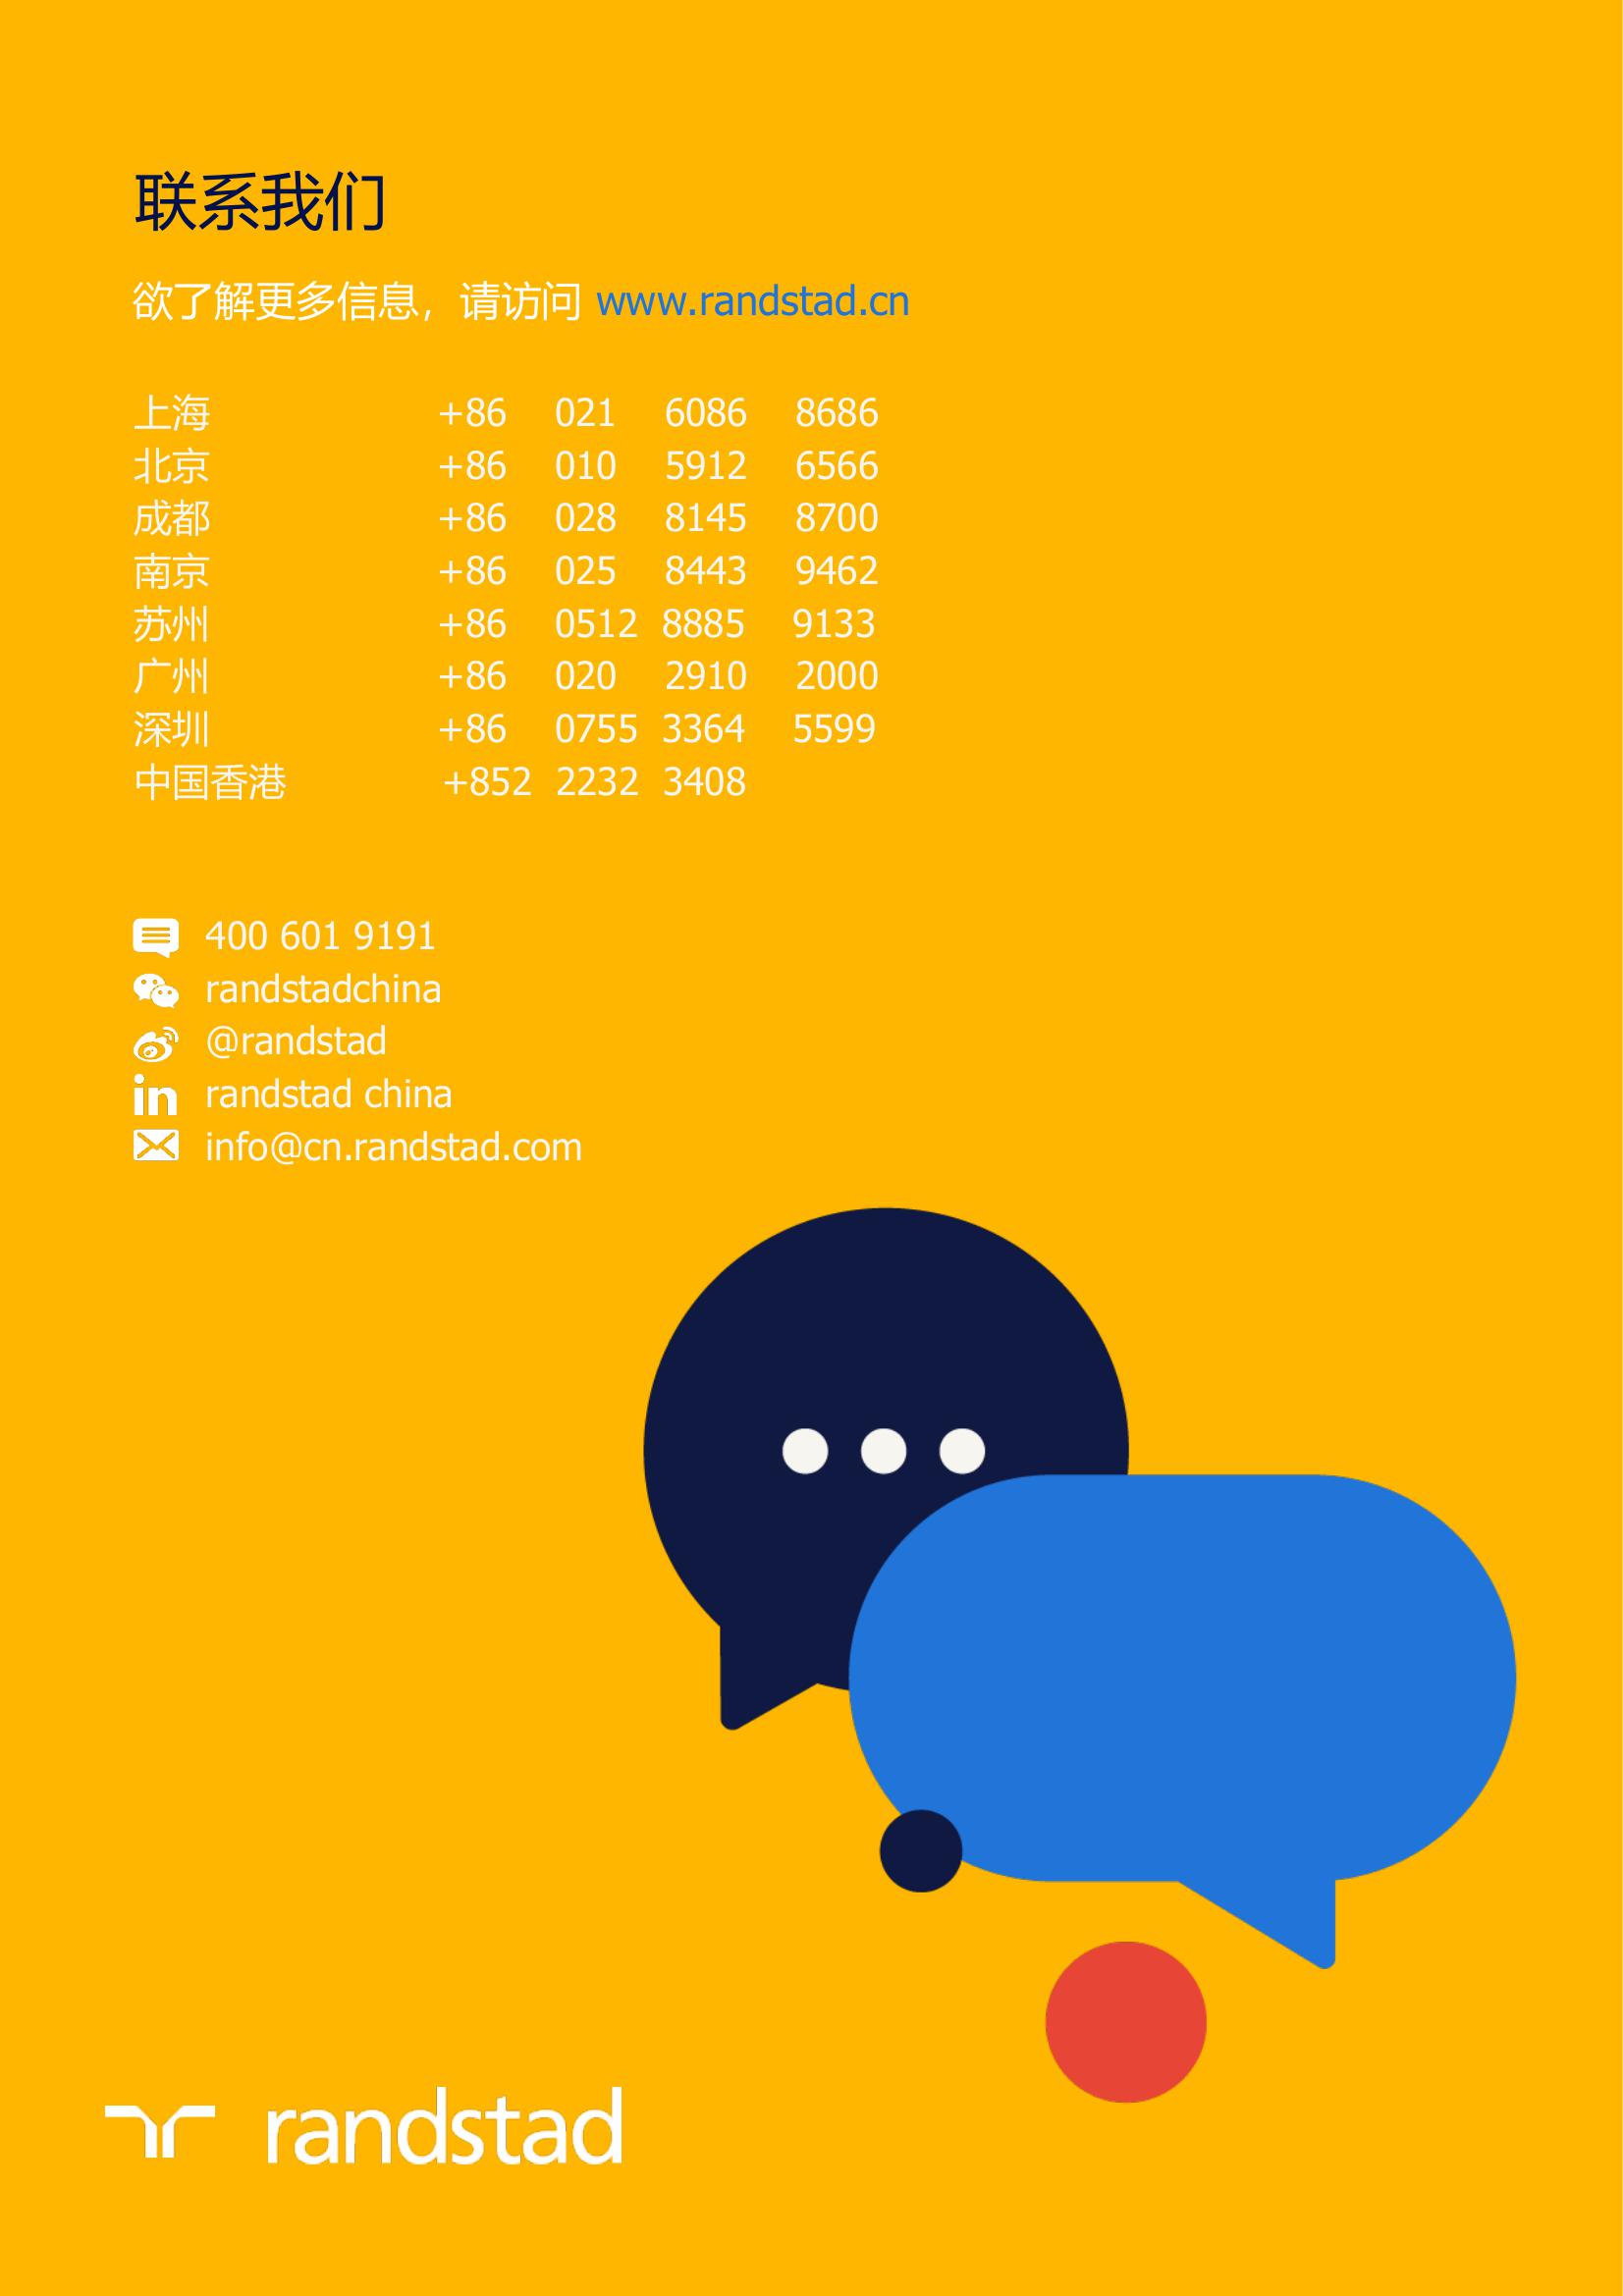 联系我们
欲了解更多信息，请访问 www.randstad.cn
上海 +86 021 6086 8686
北京 +86 010 5912 6566
成都 +86 028 8145 8700
南京 +86 025 8443 9462
苏州 +86 0512 8885 9133
广州 +86 020 2910 2000
深圳 +86 0755 3364 5599
中国香港 +852 2232 3408
400 601 9191
randstadchina
@randstad
randstad china
info@cn.randstad.com
randstad